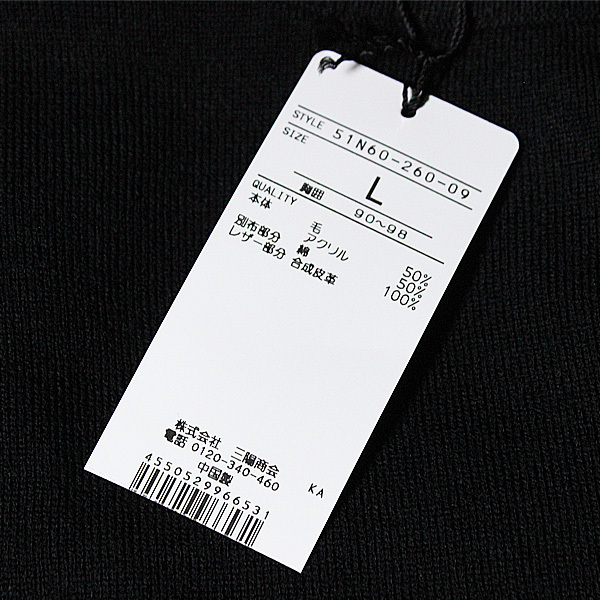 STYLE 51N60-260-09
SIZE
L
胸囲 90~98
QUALITY
本体 毛 50%
アクリル 50%
別布部分 綿 100%
レザー部分 合成皮革
株式会社 三陽商会
電話 0120-340-460
中国製 KA
4550529966531